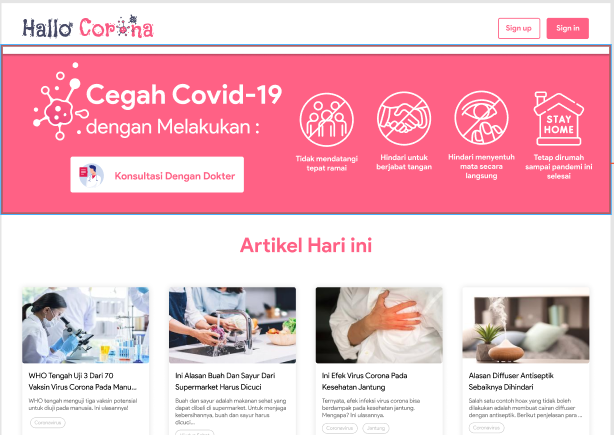 Hallo Corona
Sign up
Sign in
Cegah Covid-19
dengan Melakukan :
Konsultasi Dengan Dokter
Tidak mendatangi
tepat ramai
Hindari untuk
berjabat tangan
Hindari menyentuh
mata secara
langsung
STAY
HOME
Tetap dirumah
sampai pandemi ini
selesai
Artikel Hari ini
WHO Tengah Uji 3 Dari 70
Vaksin Virus Corona Pada Manu...
WHO tengah menguji tiga vaksin potensial
untuk diuji pada manusia. Ini ulasannya!
Coronavirus
Ini Alasan Buah Dan Sayur Dari
Supermarket Harus Dicuci
Buah dan sayur adalah makanan sehat yang
dapat dibeli di supermarket. Untuk menjaga
kebersihannya, buah dan sayur harus
dicuci...
Ini Efek Virus Corona Pada
Kesehatan Jantung
Ternyata, efek infeksi virus corona bisa
berdampak pada kesehatan jantung.
Mengapa? Ini ulasannya.
Coronavirus
Jantung
Alasan Diffuser Antiseptik
Sebaiknya Dihindari
Salah satu contoh hoax yang tidak boleh
dilakukan adalah membuat cairan diffuser
dengan antiseptik. Berikut penjelasan ...
Coronavirus